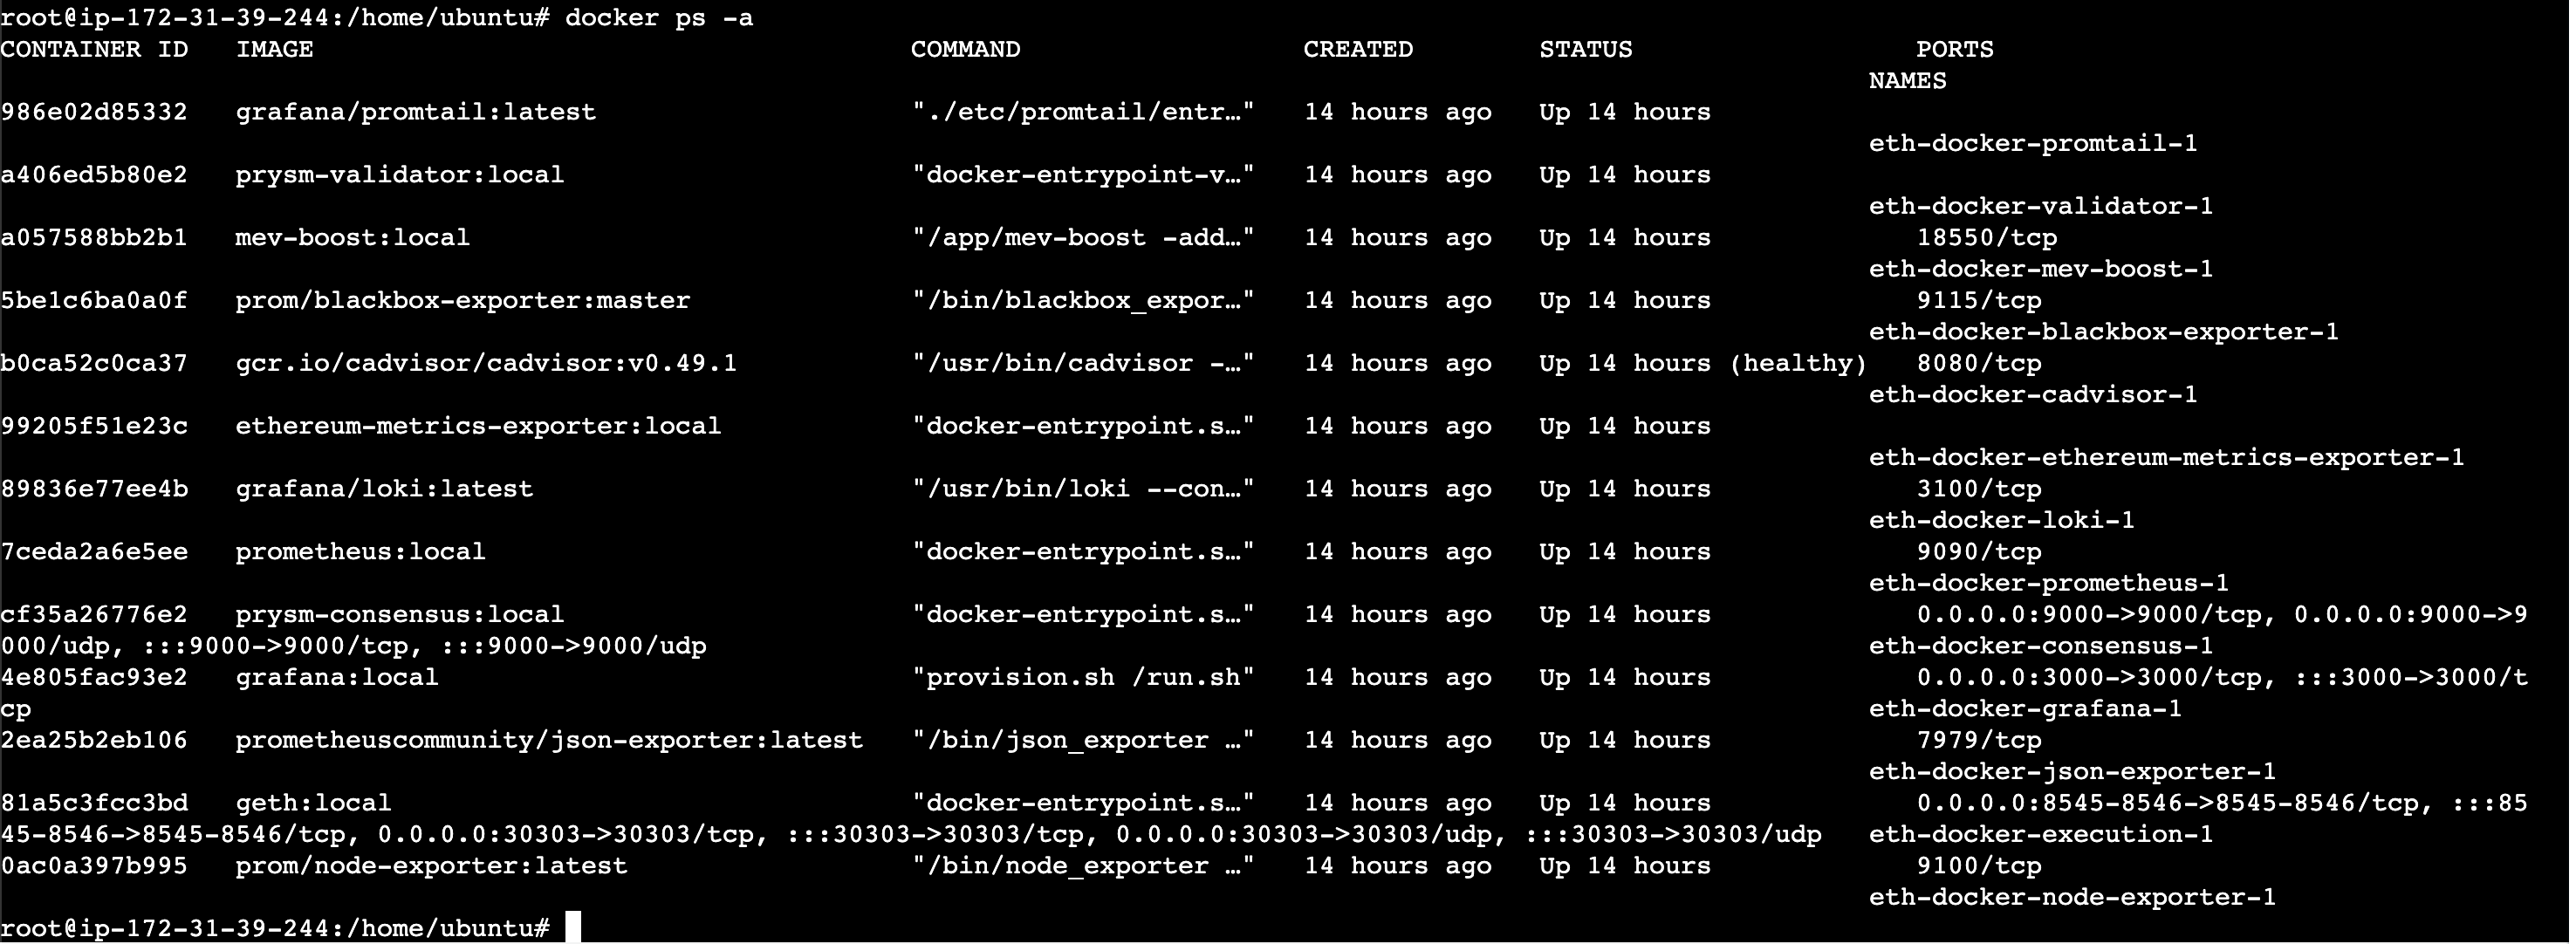 root@ip-172-31-39-244:/home/ubuntu# docker ps -a
CONTAINER ID   IMAGE                                      COMMAND                  CREATED        STATUS                  PORTS
NAMES
986e02d85332   grafana/promtail:latest                    "./etc/promtail/entr…"   14 hours ago   Up 14 hours
eth-docker-promtail-1
a406ed5b80e2   prysm-validator:local                      "docker-entrypoint-v…"   14 hours ago   Up 14 hours
eth-docker-validator-1
a057588bb2b1   mev-boost:local                            "/app/mev-boost -add…"   14 hours ago   Up 14 hours             18550/tcp
eth-docker-mev-boost-1
5be1c6ba0a0f   prom/blackbox-exporter:master              "/bin/blackbox_expor…"   14 hours ago   Up 14 hours             9115/tcp
eth-docker-blackbox-exporter-1
b0ca52c0ca37   gcr.io/cadvisor/cadvisor:v0.49.1           "/usr/bin/cadvisor -…"   14 hours ago   Up 14 hours (healthy)   8080/tcp
eth-docker-cadvisor-1
99205f51e23c   ethereum-metrics-exporter:local            "docker-entrypoint.s…"   14 hours ago   Up 14 hours
eth-docker-ethereum-metrics-exporter-1
89836e77ee4b   grafana/loki:latest                        "/usr/bin/loki --con…"   14 hours ago   Up 14 hours             3100/tcp
eth-docker-loki-1
7ceda2a6e5ee   prometheus:local                           "docker-entrypoint.s…"   14 hours ago   Up 14 hours             9090/tcp
eth-docker-prometheus-1
cf35a26776e2   prysm-consensus:local                      "docker-entrypoint.s…"   14 hours ago   Up 14 hours             0.0.0.0:9000->9000/tcp, 0.0.0.0:9000->9
000/udp, :::9000->9000/tcp, :::9000->9000/udp   eth-docker-consensus-1
4e805fac93e2   grafana:local                              "provision.sh /run.sh"   14 hours ago   Up 14 hours             0.0.0.0:3000->3000/tcp, :::3000->3000/t
cp   eth-docker-grafana-1
2ea25b2eb106   prometheuscommunity/json-exporter:latest   "/bin/json_exporter …"   14 hours ago   Up 14 hours             7979/tcp
eth-docker-json-exporter-1
81a5c3fcc3bd   geth:local                                 "docker-entrypoint.s…"   14 hours ago   Up 14 hours             0.0.0.0:8545-8546->8545-8546/tcp, :::85
45-8546->8545-8546/tcp, 0.0.0.0:30303->30303/tcp, :::30303->30303/tcp, 0.0.0.0:30303->30303/udp, :::30303->30303/udp   eth-docker-execution-1
0ac0a397b995   prom/node-exporter:latest                  "/bin/node_exporter …"   14 hours ago   Up 14 hours             9100/tcp
eth-docker-node-exporter-1
root@ip-172-31-39-244:/home/ubuntu#